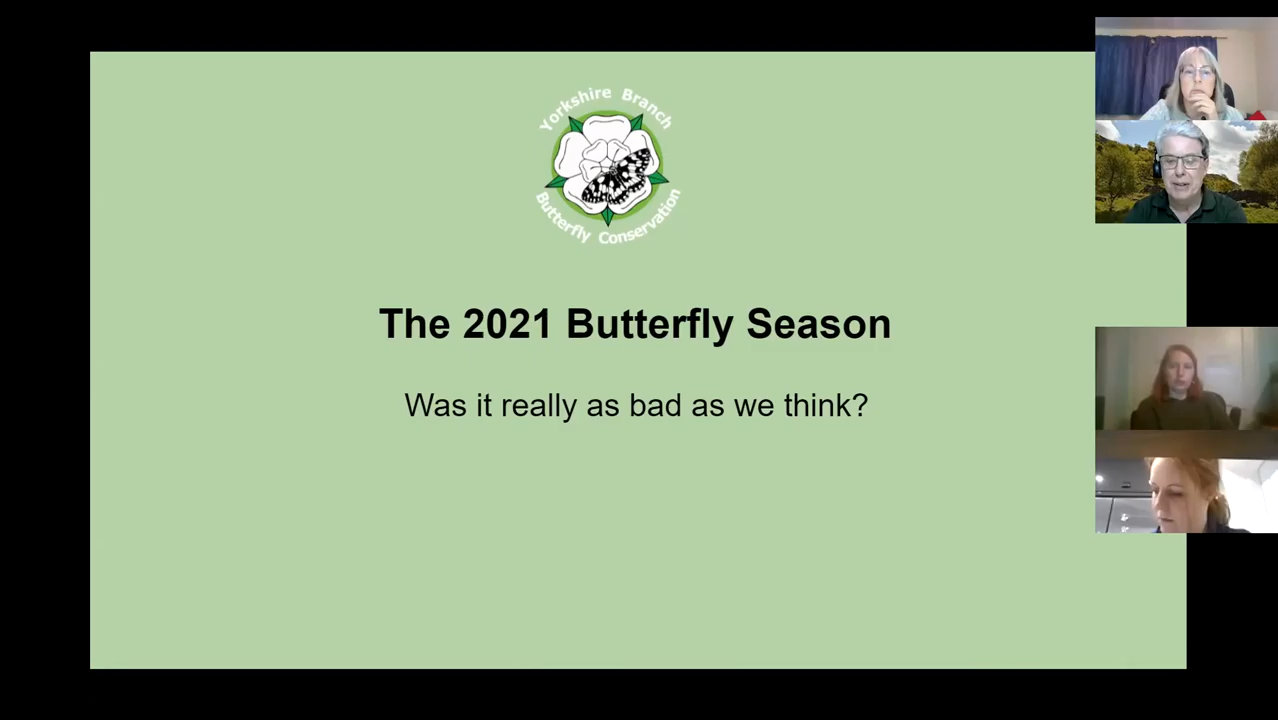 Yorkshire Branch
Butterfly Conservation
The 2021 Butterfly Season
Was it really as bad as we think?